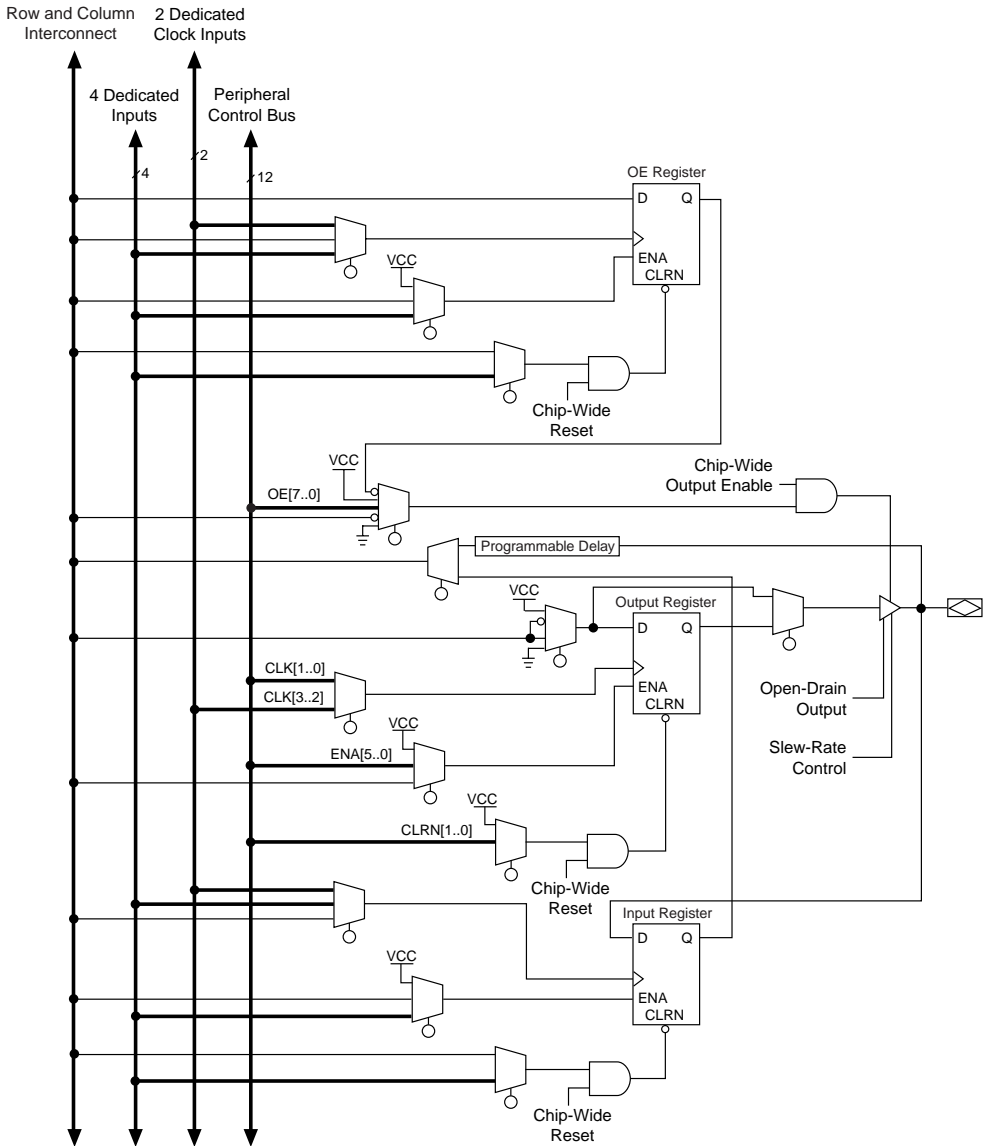 Row and Column
Interconnect
2 Dedicated
Clock Inputs
4 Dedicated
Inputs
Peripheral
Control Bus
2
4
12
OE Register
D Q
ENA
CLRN
VCC
Chip-Wide
Reset
VCC
OE[7..0]
Chip-Wide
Output Enable
Programmable Delay
VCC
Output Register
D Q
ENA
CLRN
CLK[1..0]
CLK[3..2]
Open-Drain
Output
VCC
ENA[5..0]
Slew-Rate
Control
VCC
CLRN[1..0]
Chip-Wide
Reset
Input Register
D Q
ENA
CLRN
VCC
Chip-Wide
Reset